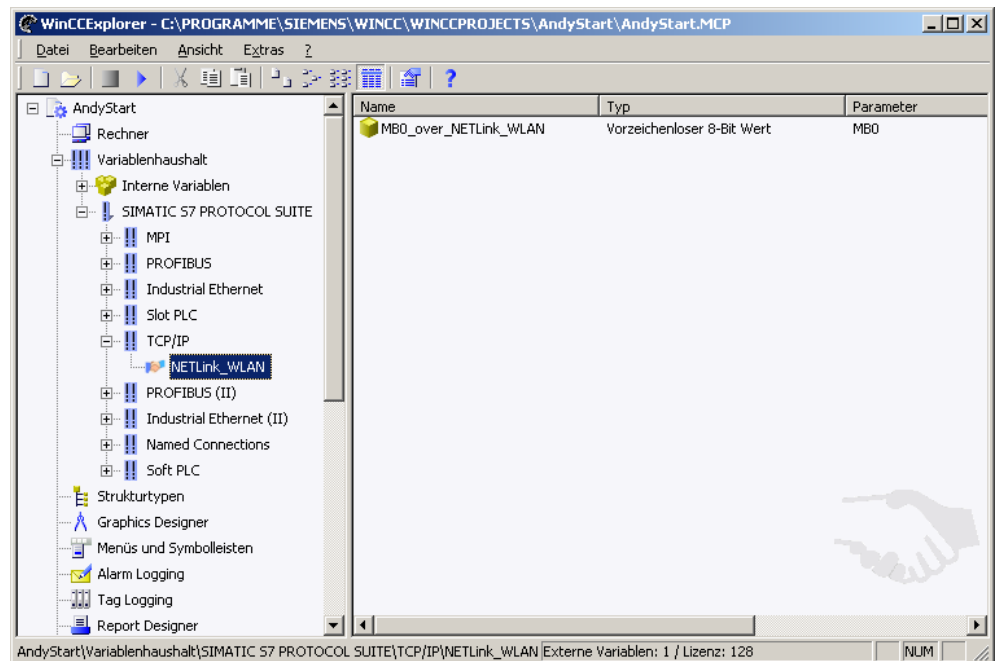 WinCCExplorer - C:\PROGRAMME\SIEMENS\WINCC\WINCCPROJECTS\AndyStart\AndyStart.MCP
Datei Bearbeiten Ansicht Extras ?
AndyStart
Rechner
Variablenhaushalt
Interne Variablen
SIMATIC S7 PROTOCOL SUITE
MPI
PROFIBUS
Industrial Ethernet
Slot PLC
TCP/IP
NETLink_WLAN
PROFIBUS (II)
Industrial Ethernet (II)
Named Connections
Soft PLC
Strukturtypen
Graphics Designer
Menüs und Symbolleisten
Alarm Logging
Tag Logging
Report Designer
Name Typ Parameter
MB0_over_NETLink_WLAN Vorzeichenloser 8-Bit Wert MB0
AndyStart\Variablenhaushalt\SIMATIC S7 PROTOCOL SUITE\TCP/IP\NETLink_WLAN Externe Variablen: 1 / Lizenz: 128 NUM